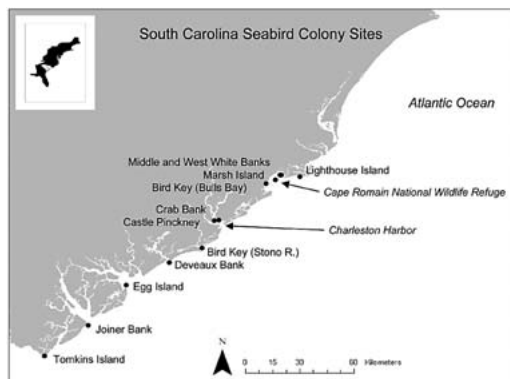 South Carolina Seabird Colony Sites
Atlantic Ocean
Middle and West White Banks
Marsh Island
Lighthouse Island
Bird Key (Bulls Bay)
Cape Romain National Wildlife Refuge
Crab Bank
Castle Pinckney
Charleston Harbor
Bird Key (Stono R.)
Deveaux Bank
Egg Island
Joiner Bank
Tomkins Island
N
0 15 30 60 Kilometers